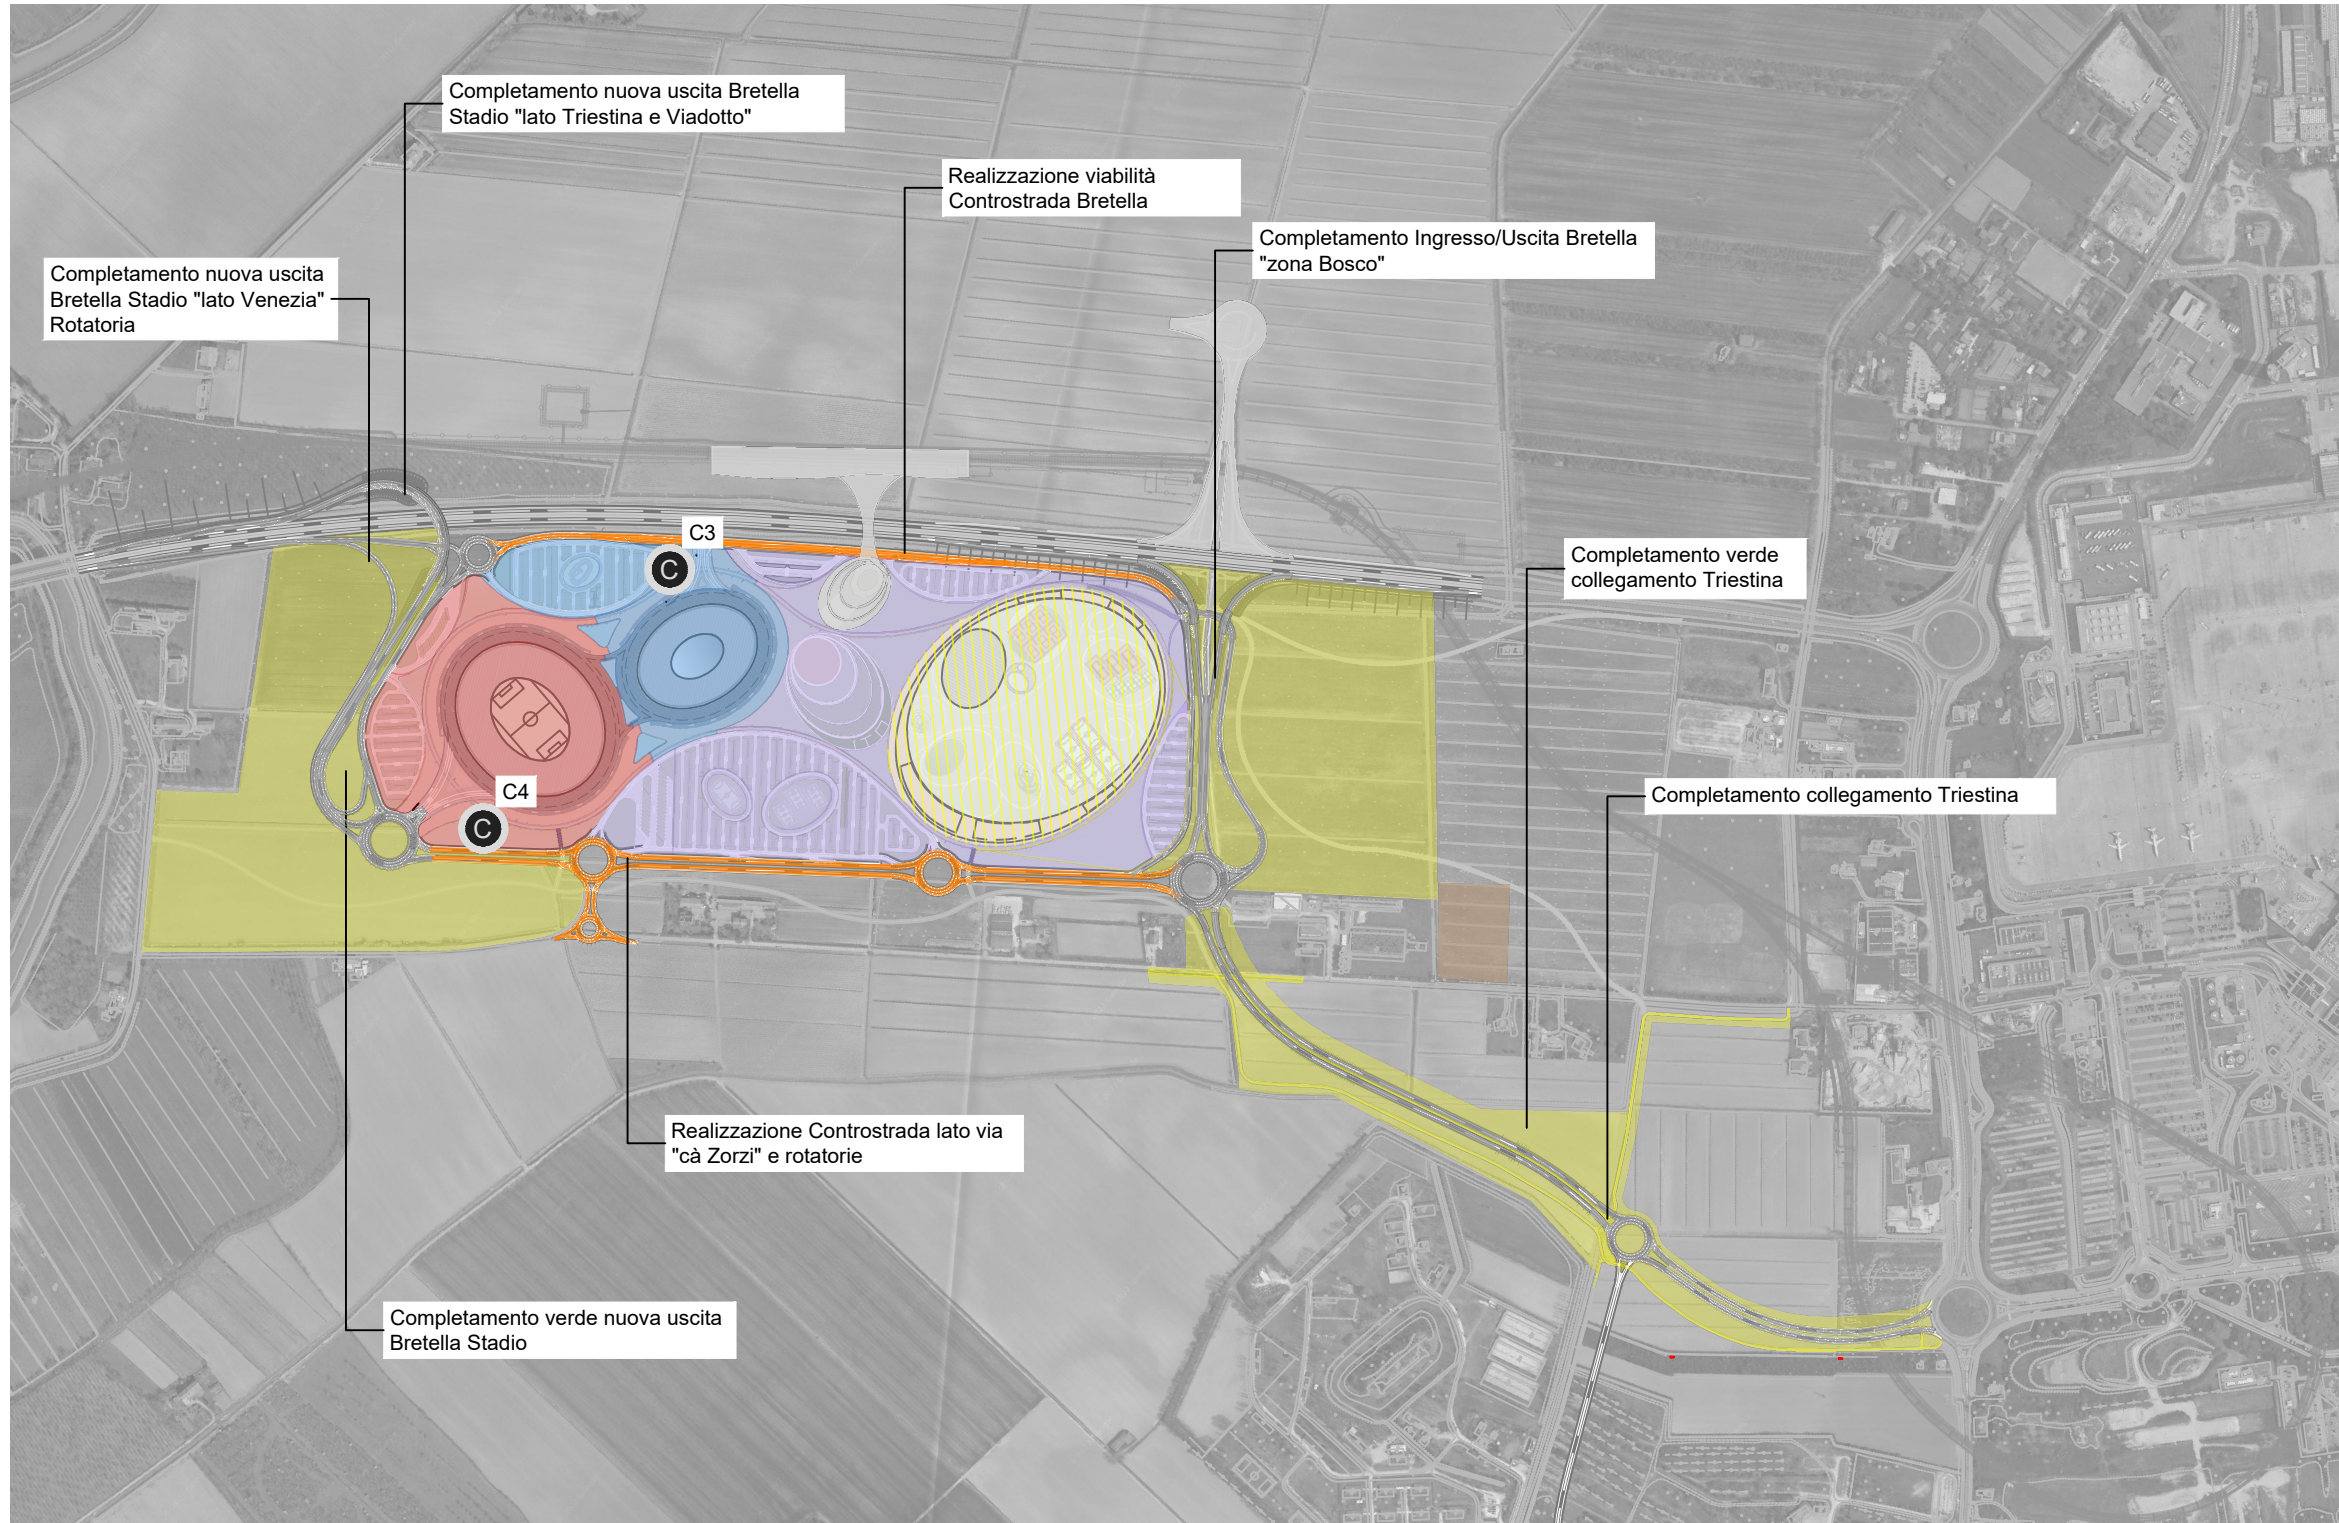 Completamento nuova uscita Bretella
Stadio "lato Triestina e Viadotto"
Realizzazione viabilità
Controstrada Bretella
Completamento Ingresso/Uscita Bretella
"zona Bosco"
Completamento nuova uscita
Bretella Stadio "lato Venezia"
Rotatoria
C3
C
Completamento verde
collegamento Triestina
C4
C
Completamento collegamento Triestina
Realizzazione Controstrada lato via
"cà Zorzi" e rotatorie
Completamento verde nuova uscita
Bretella Stadio